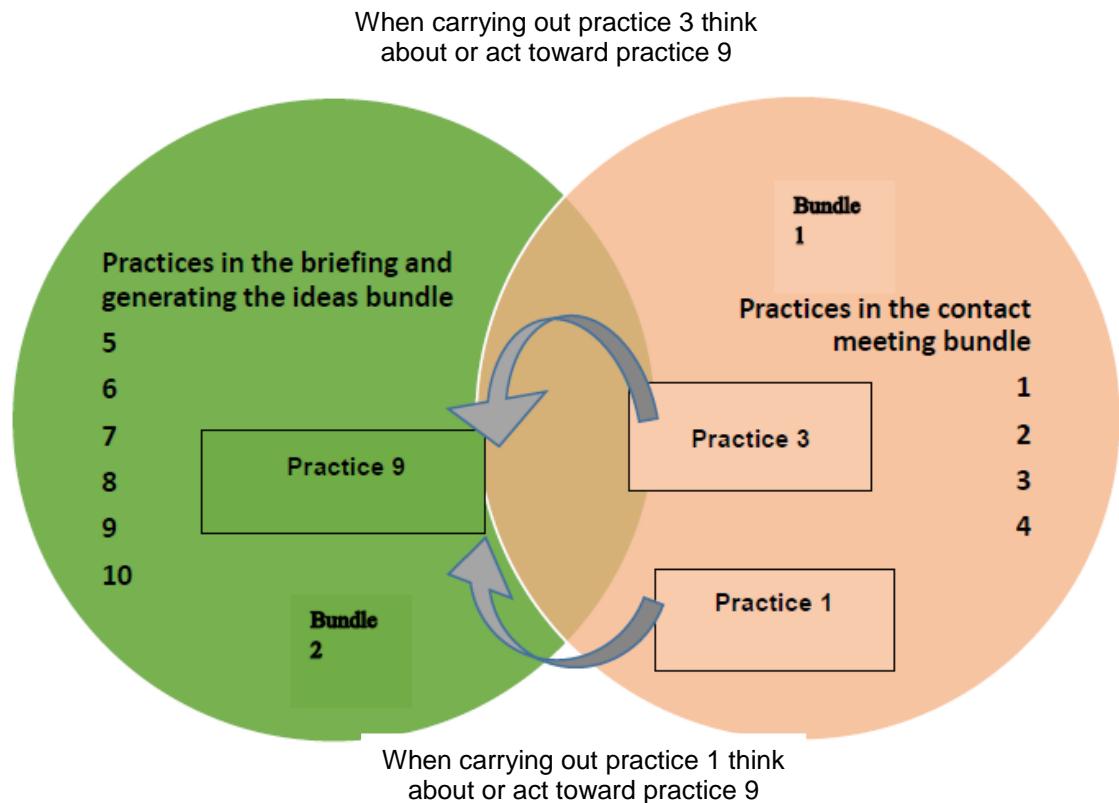 When carrying out practice 3 think
about or act toward practice 9
Bundle
1
Practices in the briefing and
generating the ideas bundle
5
6
7
8
9
10
Practices in the contact
meeting bundle
1
2
3
4
Practice 3
Practice 9
Practice 1
Bundle
2
When carrying out practice 1 think
about or act toward practice 9